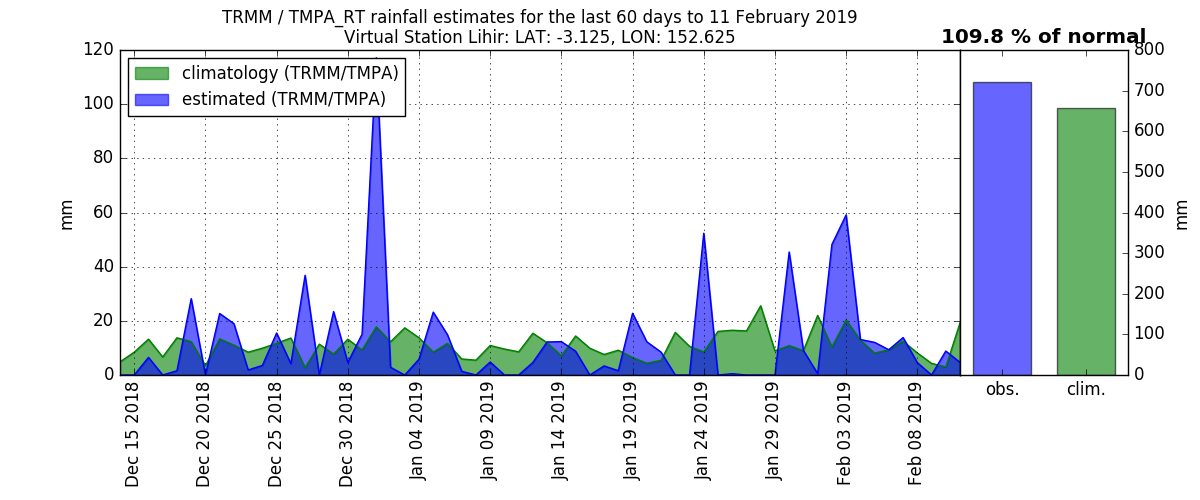 TRMM / TMPA_RT rainfall estimates for the last 60 days to 11 February 2019
Virtual Station Lihir: LAT: -3.125, LON: 152.625
109.8 % of normal
climatology (TRMM/TMPA)
estimated (TRMM/TMPA)
mm
120
100
80
60
40
20
0
Dec 15 2018
Dec 20 2018
Dec 25 2018
Dec 30 2018
Jan 04 2019
Jan 09 2019
Jan 14 2019
Jan 19 2019
Jan 24 2019
Jan 29 2019
Feb 03 2019
Feb 08 2019
obs.
clim.
800
700
600
500
400
300
200
100
0
mm